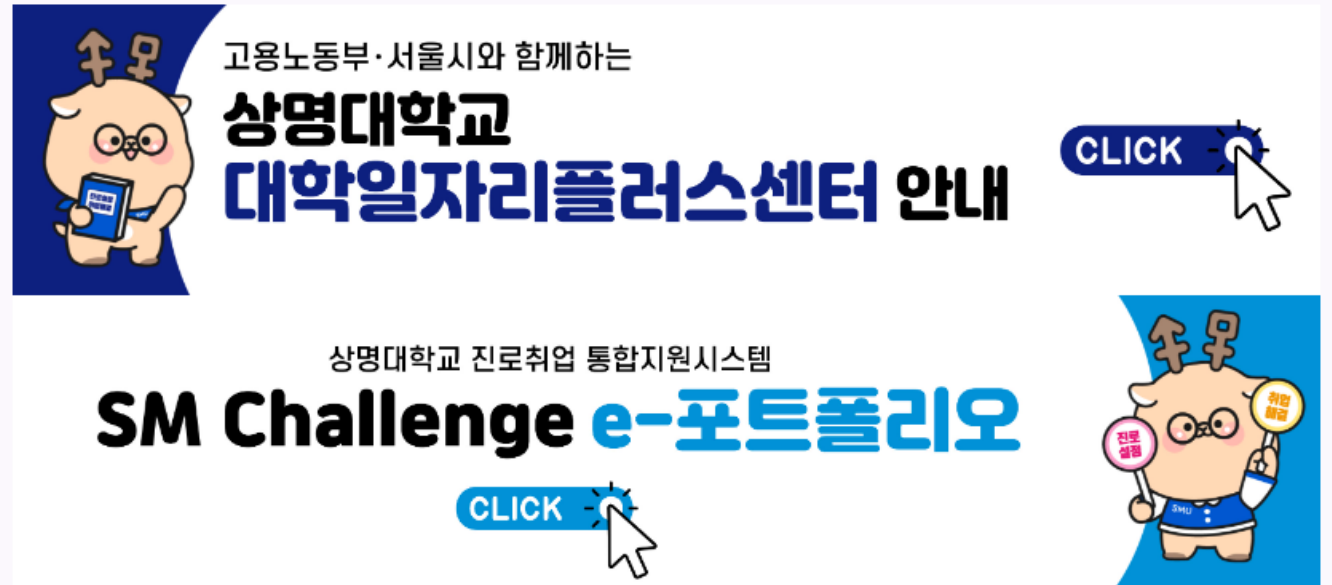 고용노동부·서울시와 함께하는
상명대학교
대학일자리플러스센터 안내
CLICK
상명대학교 진로취업 통합지원시스템
SM Challenge e-포트폴리오
CLICK
진로
설정
취업
해결
SMU